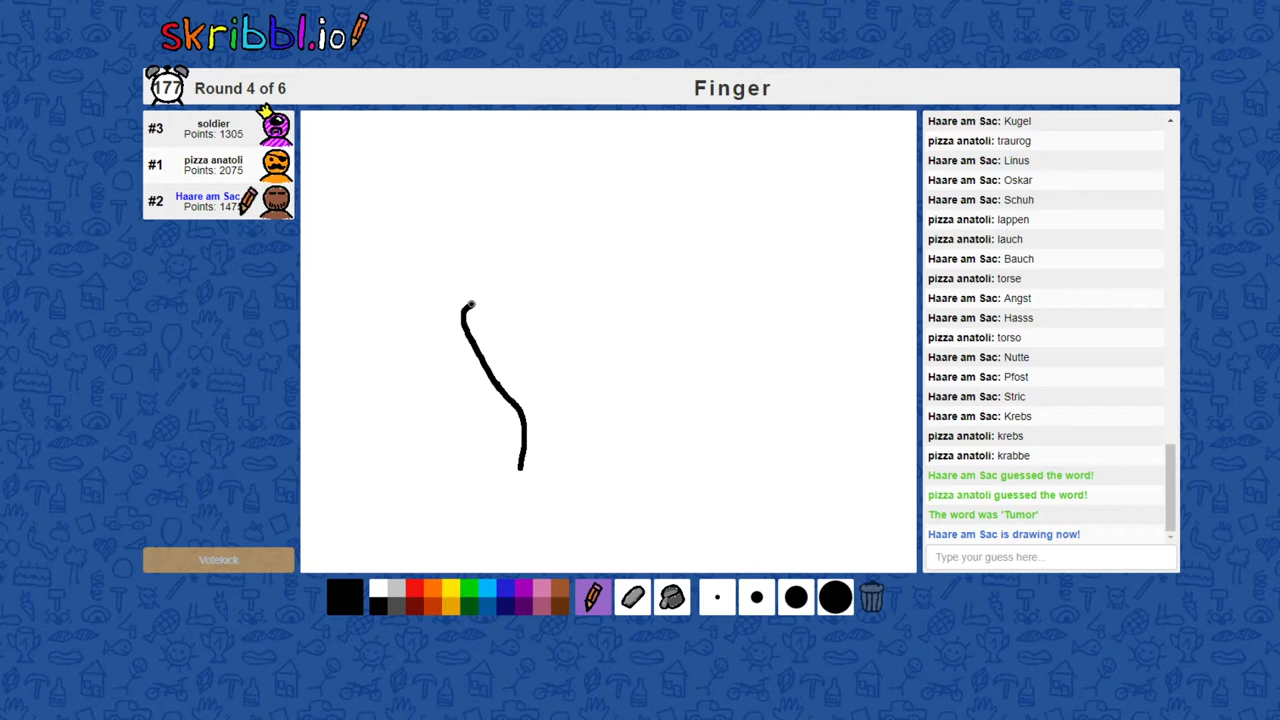 skribbl.io
177
Round 4 of 6
Finger
#3
soldier
Points: 1305
#1
pizza anatoli
Points: 2075
#2
Haare am Sac
Points: 1475
Votekick
Haare am Sac: Kugel
pizza anatoli: traurog
Haare am Sac: Linus
Haare am Sac: Oskar
Haare am Sac: Schuh
pizza anatoli: lappen
pizza anatoli: lauch
Haare am Sac: Bauch
pizza anatoli: torse
Haare am Sac: Angst
Haare am Sac: Hasss
pizza anatoli: torso
Haare am Sac: Nutte
Haare am Sac: Pfost
Haare am Sac: Stric
Haare am Sac: Krebs
pizza anatoli: krebs
pizza anatoli: krabbe
Haare am Sac guessed the word!
pizza anatoli guessed the word!
The word was 'Tumor'
Haare am Sac is drawing now!
Type your guess here...